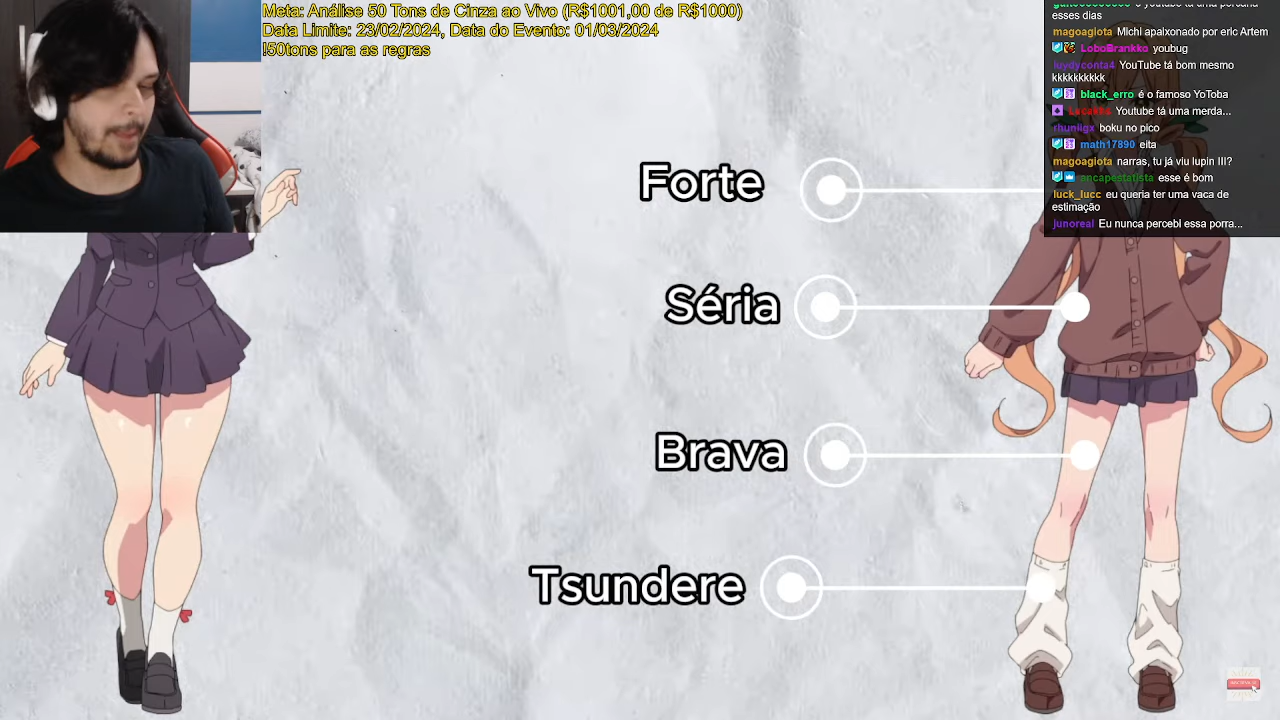 Meta: Análise 50 Tons de Cinza ao Vivo (R$1001,00 de R$1000)
Data Limite: 23/02/2024, Data do Evento: 01/03/2024
!50tons para as regras
esses dias
magoagiota Michi apaixonado por eric Artem
LoboBrankko youbug
luydyconta4 YouTube tá bom mesmo
kkkkkkkkkk
black_erro é o famoso YoToba
Youtube tá uma merda...
rhunligx boku no pico
math17890 eita
magoagiota narras, tu já viu lupin III?
ancapestatista esse é bom
luck_lucc eu queria ter uma vaca de
estimação
junoreal Eu nunca percebi essa porra...
Forte
Séria
Brava
Tsundere